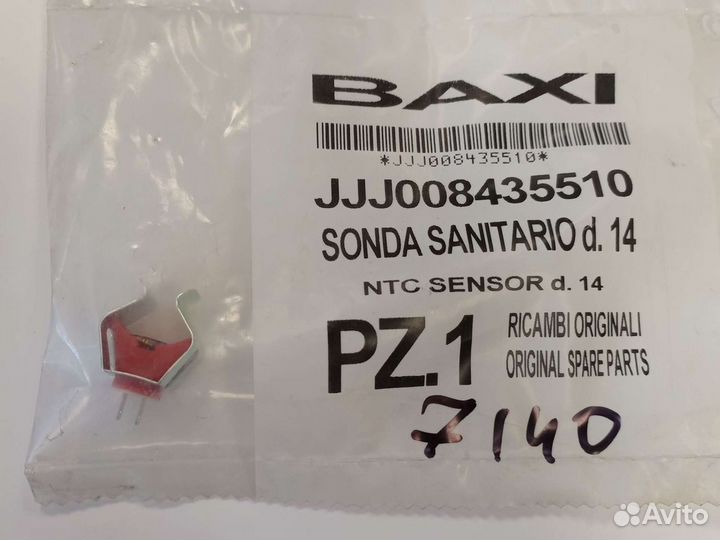 BAXI
*JJJ008435510*
JJJ008435510
SONDA SANITARIO d. 14
NTC SENSOR d. 14
PZ.1
RICAMBI ORIGINALI
ORIGINAL SPARE PARTS
7140
Avito